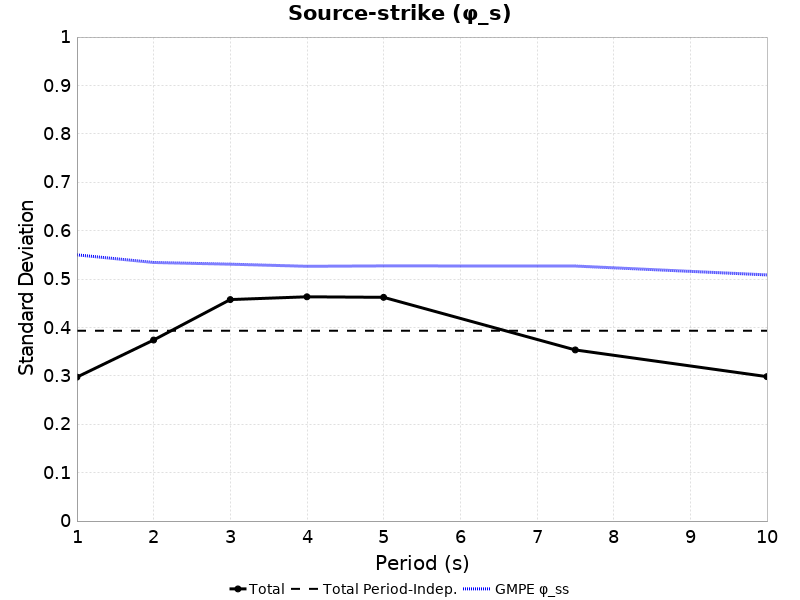 Source-strike (φ_s)
Standard Deviation
1
0.9
0.8
0.7
0.6
0.5
0.4
0.3
0.2
0.1
0
1 2 3 4 5 6 7 8 9 10
Period (s)
Total Total Period-Indep. GMPE φ_ss